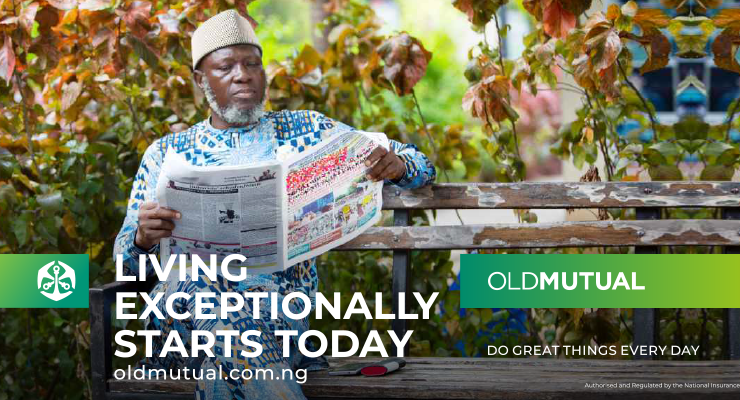 LIVING
EXCEPTIONALLY
STARTS TODAY
oldmutual.com.ng
OLDMUTUAL
DO GREAT THINGS EVERY DAY
Authorised and Regulated by the National Insurance